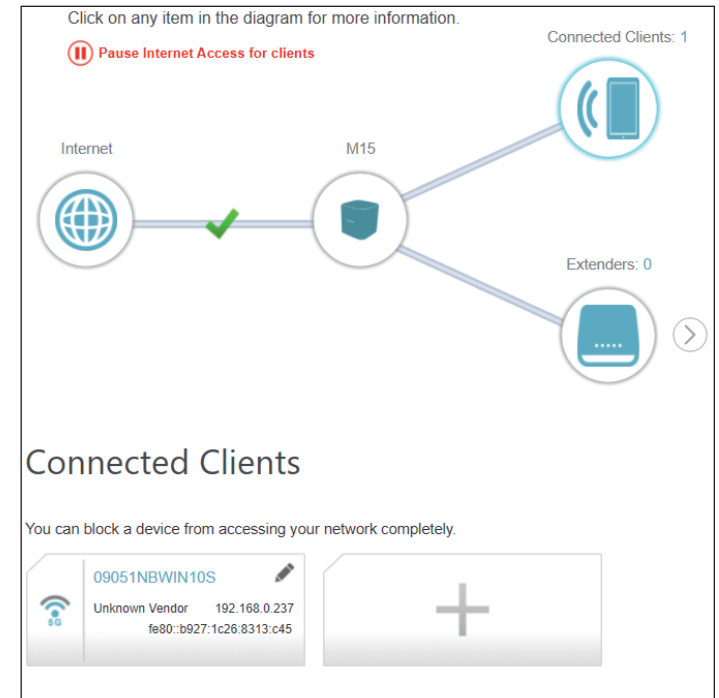 Click on any item in the diagram for more information.
Pause Internet Access for clients
Connected Clients: 1
Internet
M15
Extenders: 0
Connected Clients
You can block a device from accessing your network completely.
09051NBWIN10S
5G
Unknown Vendor 192.168.0.237
fe80::b927:1c26:8313:c45